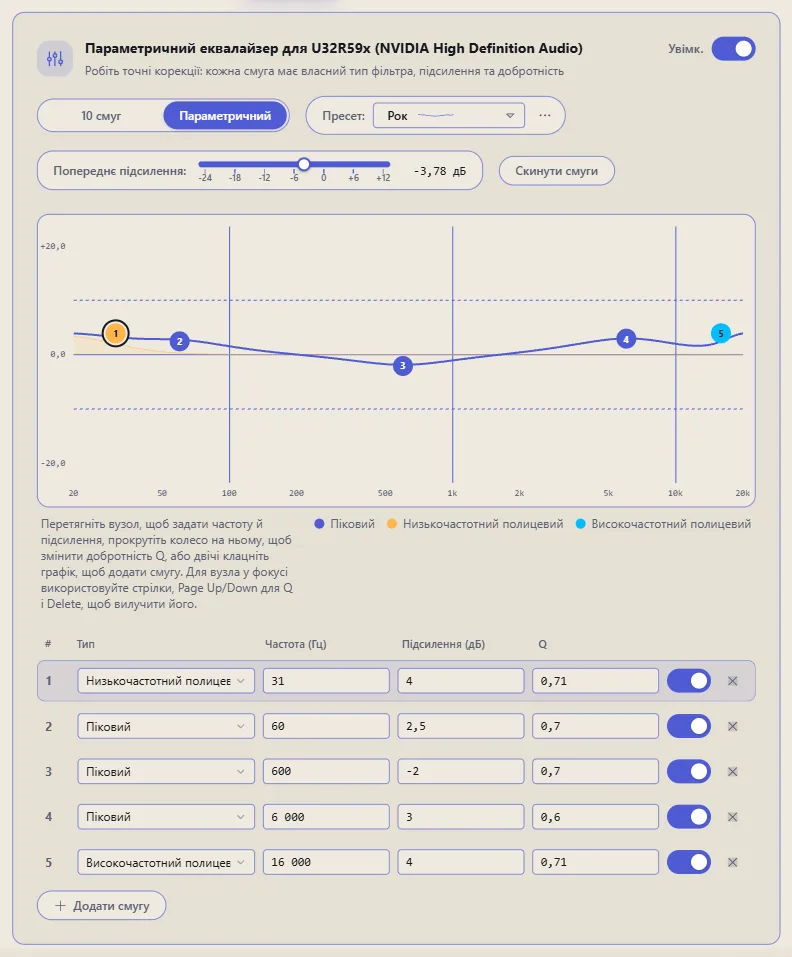 Параметричний еквалайзер для U32R59x (NVIDIA High Definition Audio)
Увімк.
Робіть точні корекції: кожна смуга має власний тип фільтра, підсилення та добротність
10 смуг
Параметричний
Пресет:
Рок
...
Попереднє підсилення:
-24 -18 -12 -6 0 +6 +12
-3,78 дБ
Скинути смуги
+20,0
0,0
-20,0
1
2
3
4
5
20 50 100 200 500 1k 2k 5k 10k 20k
Перетягніть вузол, щоб задати частоту й
підсилення, прокрутіть колесо на ньому, щоб
змінити добротність Q, або двічі клацніть
графік, щоб додати смугу. Для вузла у фокусі
використовуйте стрілки, Page Up/Down для Q
і Delete, щоб вилучити його.
Піковий
Низькочастотний полицевий
Високочастотний полицевий
# Тип Частота (Гц) Підсилення (дБ) Q
1 Низькочастотний полицев 31 4 0,71
2 Піковий 60 2,5 0,7
3 Піковий 600 -2 0,7
4 Піковий 6 000 3 0,6
5 Високочастотний полицев 16 000 4 0,71
+ Додати смугу